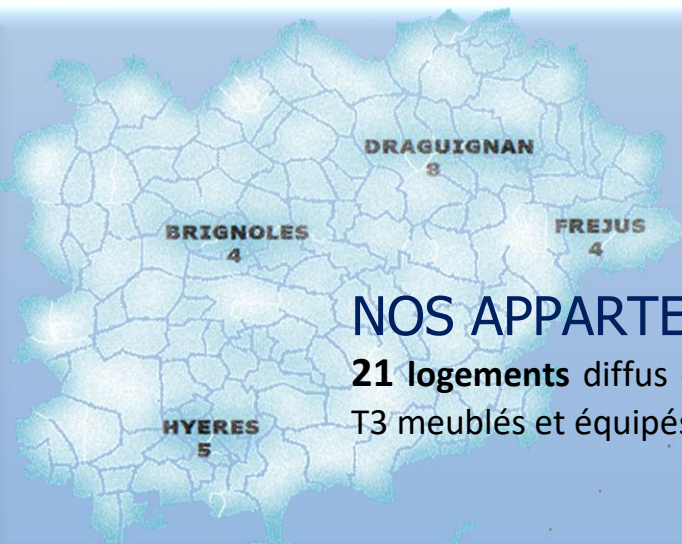 DRAGUIGNAN
8
BRIGNOLES
4
FREJUS
4
NOS APPARTE
21 logements diffus
T3 meublés et équipés
HYERES
5